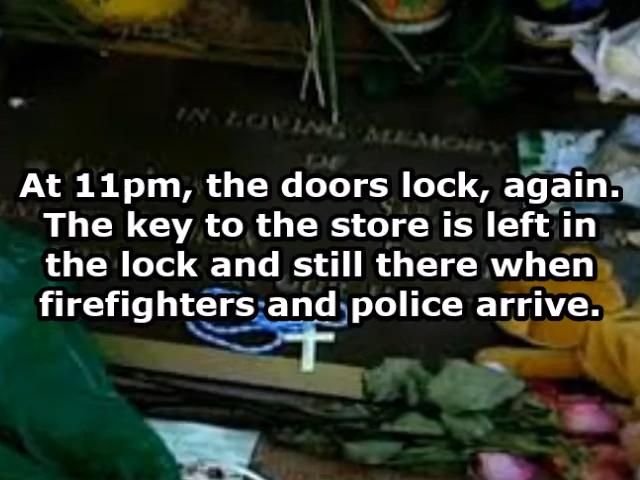 IN LOVING MEMORY
OF
At 11pm, the doors lock, again.
The key to the store is left in
the lock and still there when
firefighters and police arrive.